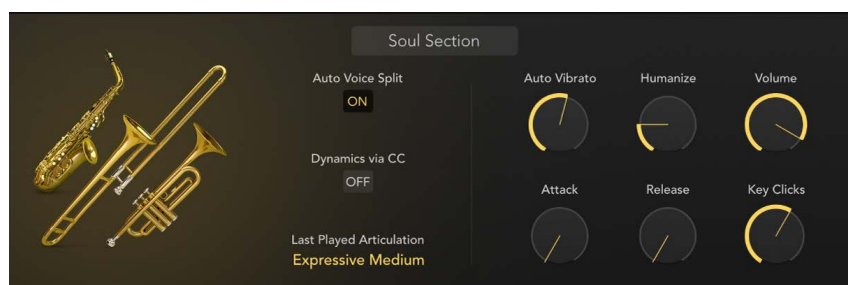 Soul Section
Auto Voice Split
ON
Dynamics via CC
OFF
Last Played Articulation
Expressive Medium
Auto Vibrato
Humanize
Volume
Attack
Release
Key Clicks